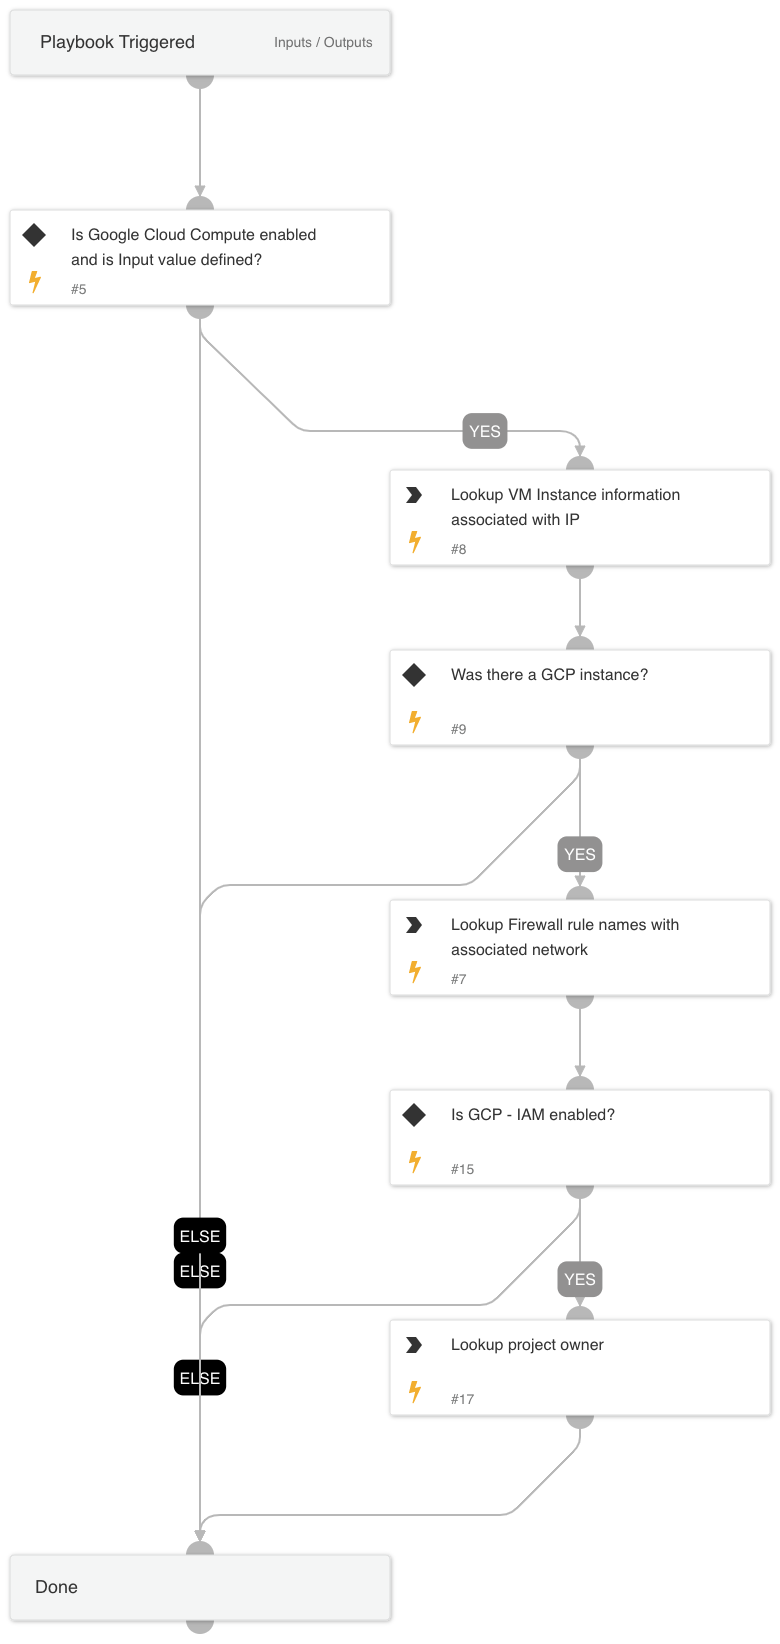 Playbook Triggered
Inputs / Outputs
Is Google Cloud Compute enabled
and is Input value defined?
#5
YES
Lookup VM Instance information
associated with IP
#8
Was there a GCP instance?
#9
YES
Lookup Firewall rule names with
associated network
#7
Is GCP - IAM enabled?
#15
ELSE
ELSE
YES
Lookup project owner
ELSE
#17
Done